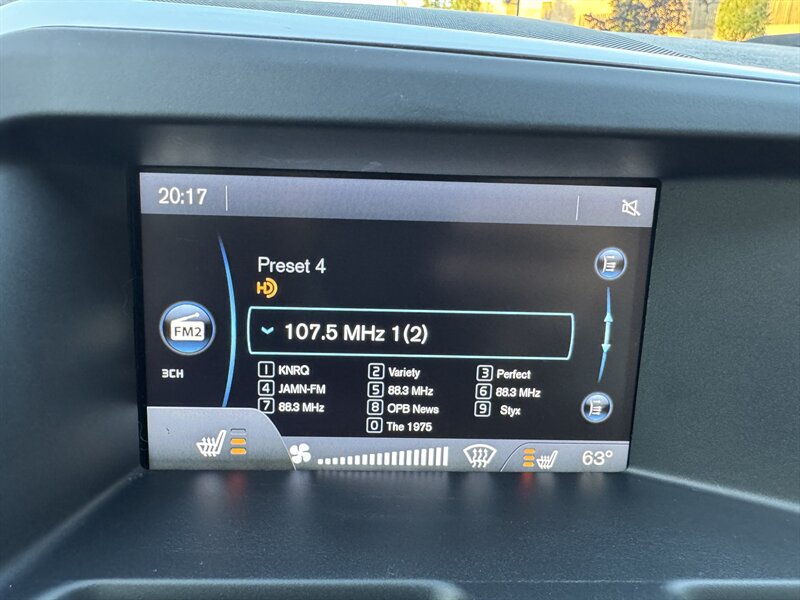 20:17
Preset 4
HD
FM2
107.5 MHz 1(2)
3CH
1 KNRQ 2 Variety 3 Perfect
4 JAMN-FM 5 88.3 MHz 6 88.3 MHz
7 88.3 MHz 8 OPB News 9 Styx
0 The 1975
63°